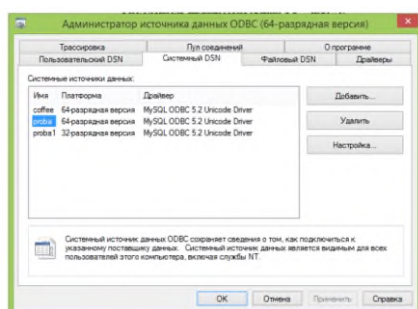 Администратор источника данных ODBC (64-разрядная версия)
Трассировка Пул соединений О программе
Пользовательский DSN Системный DSN Файловый DSN Драйверы
Системные источники данных:
Имя Платформа Драйвер
coffee 64-разрядная версия MySQL ODBC 5.2 Unicode Driver
proba 64-разрядная версия MySQL ODBC 5.2 Unicode Driver
proba1 32-разрядная версия MySQL ODBC 5.2 Unicode Driver
Добавить...
Удалить
Настройка...
Системный источник данных ODBC сохраняет сведения о том, как подключиться к
указанному поставщику данных. Системный источник данных является видимым для всех
пользователей этого компьютера, включая службы NT.
OK Отмена Применить Справка